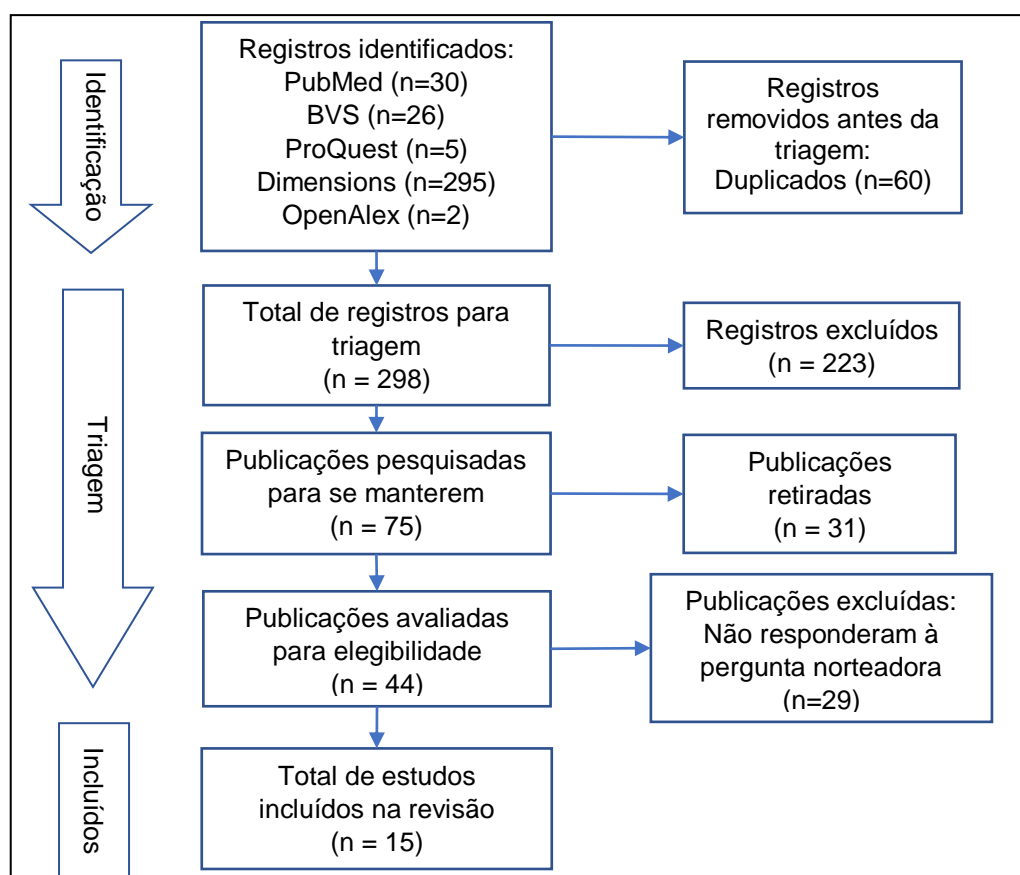 Identificação
Registros identificados:
PubMed (n=30)
BVS (n=26)
ProQuest (n=5)
Dimensions (n=295)
OpenAlex (n=2)
Registros
removidos antes da
triagem:
Duplicados (n=60)
Triagem
Total de registros para
triagem
(n = 298)
Registros excluídos
(n = 223)
Publicações pesquisadas
para se manterem
(n = 75)
Publicações
retiradas
(n = 31)
Publicações avaliadas
para elegibilidade
(n = 44)
Publicações excluídas:
Não responderam à
pergunta norteadora
(n=29)
Incluídos
Total de estudos
incluídos na revisão
(n = 15)